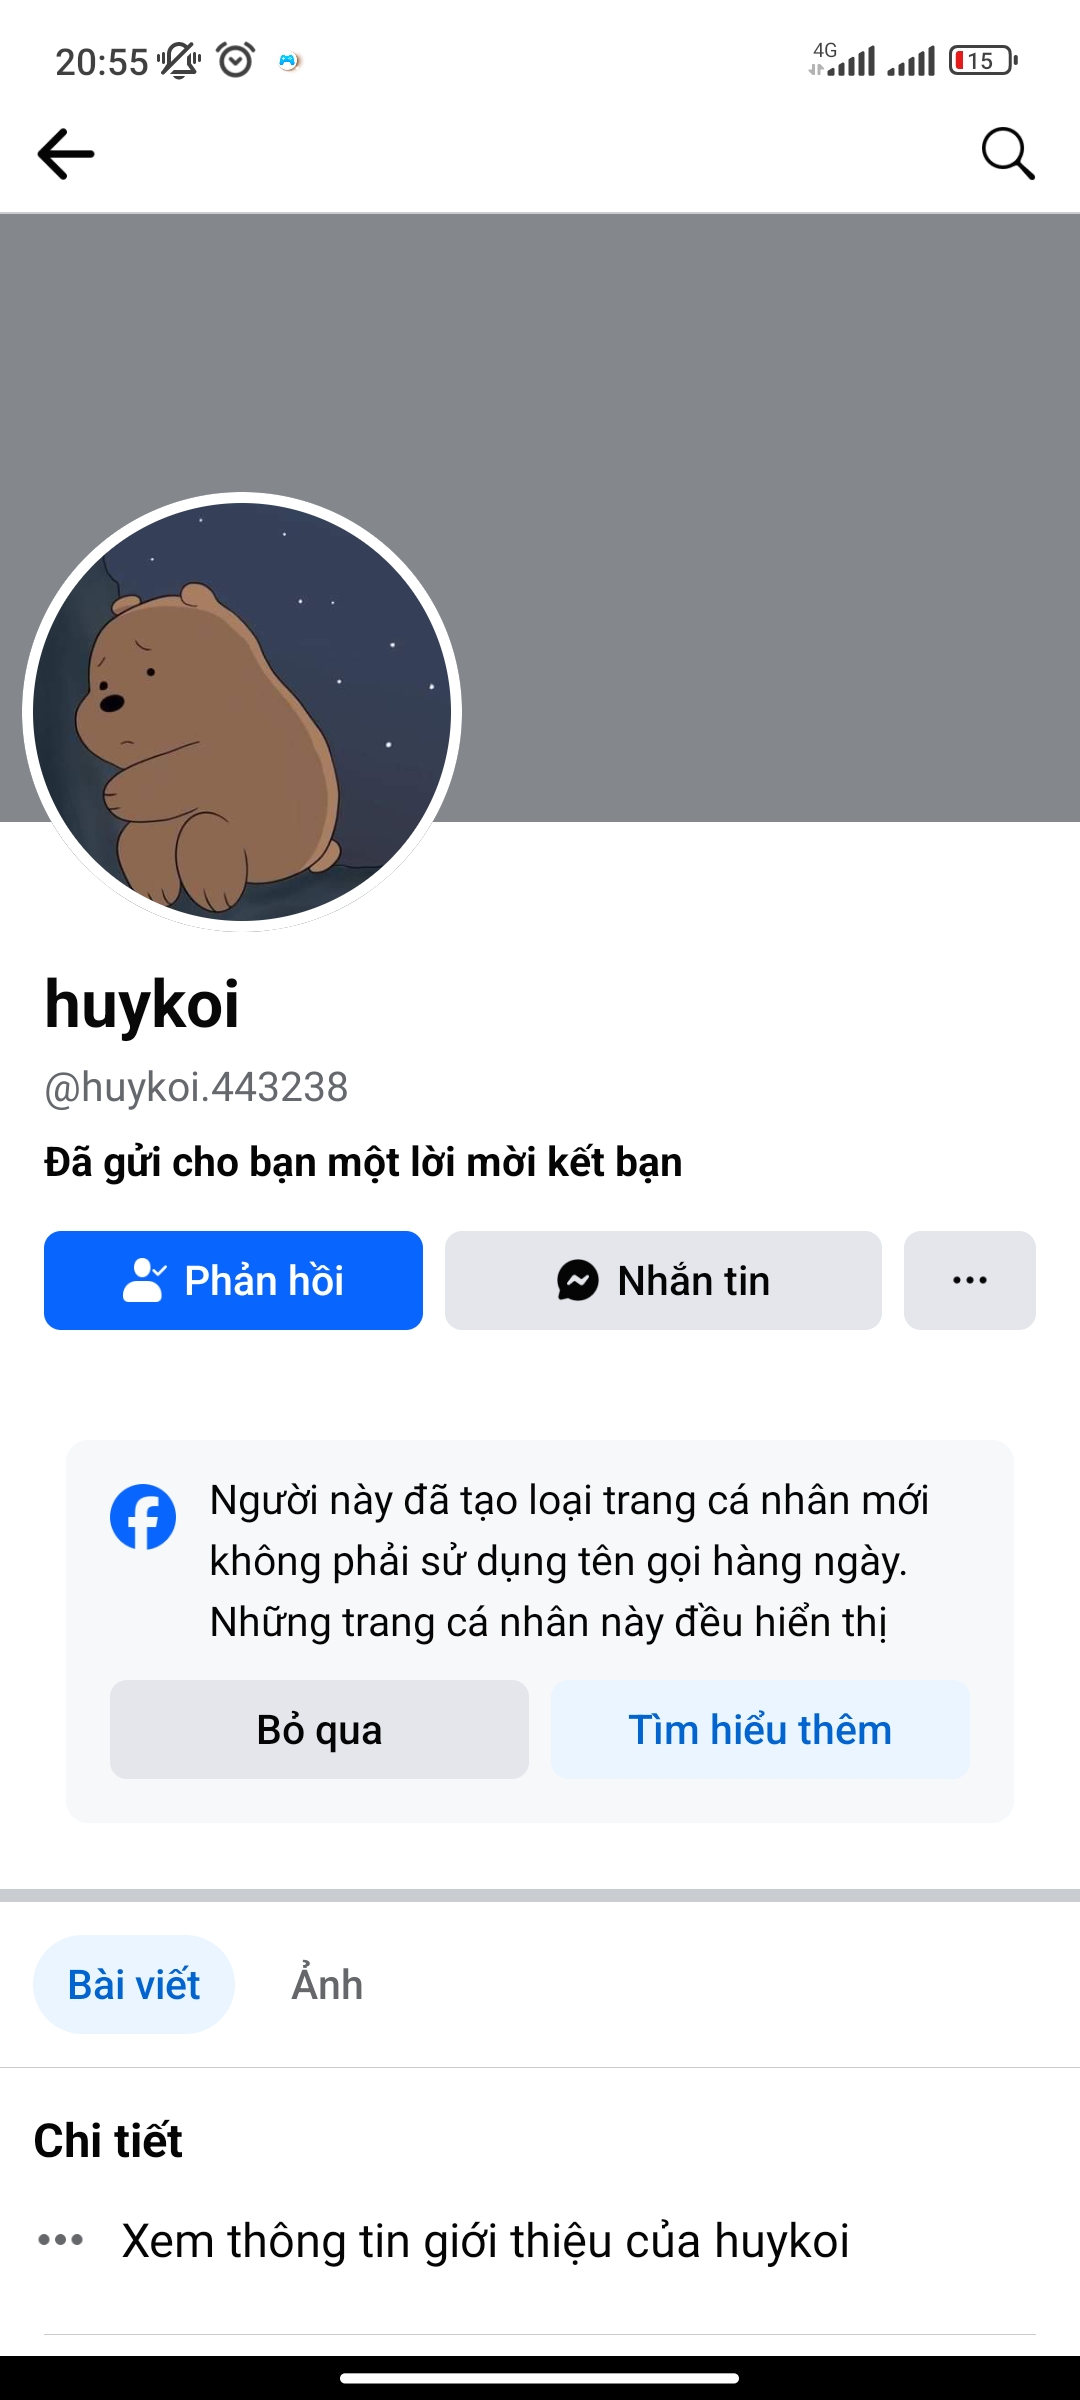 20:55
4G
15
huykoi
@huykoi.443238
Đã gửi cho bạn một lời mời kết bạn
Phản hồi
Nhắn tin
Người này đã tạo loại trang cá nhân mới
không phải sử dụng tên gọi hàng ngày.
Những trang cá nhân này đều hiển thị
Bỏ qua
Tìm hiểu thêm
Bài viết
Ảnh
Chi tiết
Xem thông tin giới thiệu của huykoi